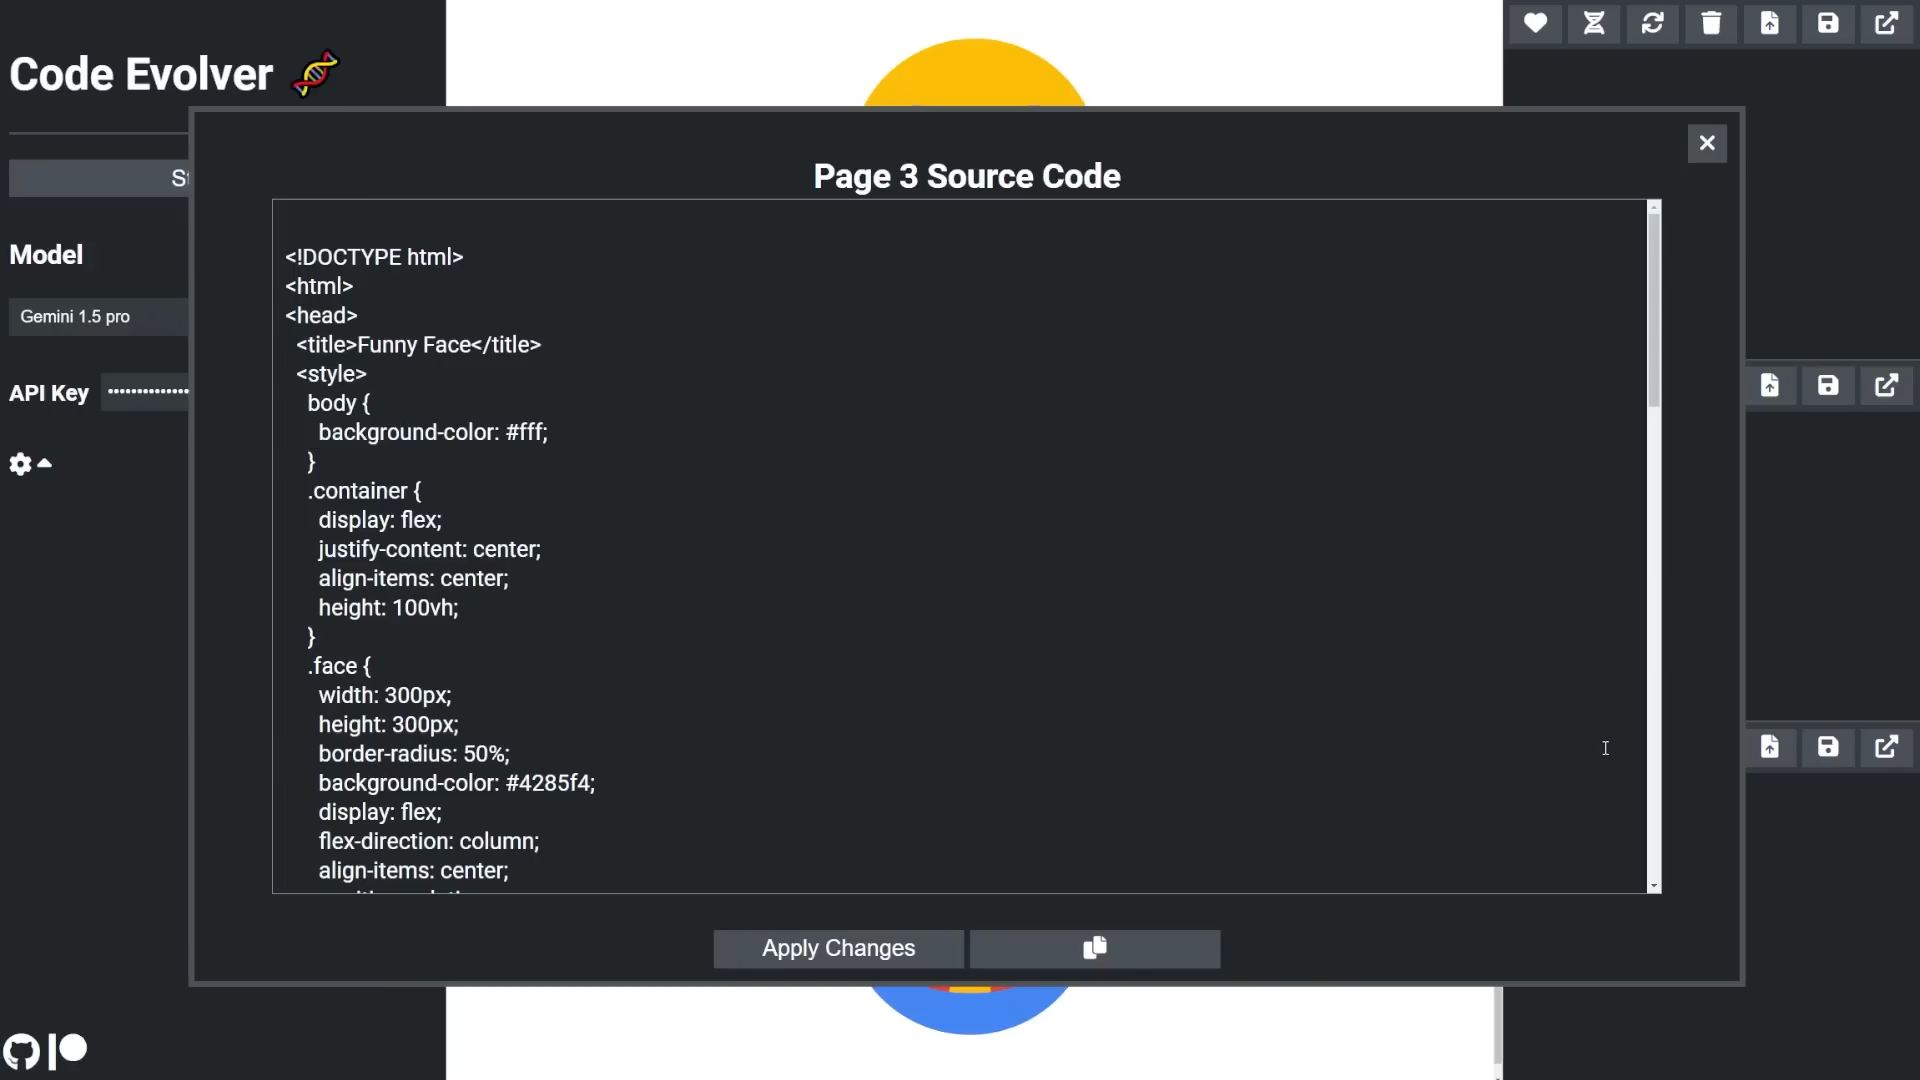 Code Evolver
St
Model
Gemini 1.5 pro
API Key
Page 3 Source Code
<!DOCTYPE html>
<html>
<head>
<title>Funny Face</title>
<style>
body {
background-color: #fff;
}
.container {
display: flex;
justify-content: center;
align-items: center;
height: 100vh;
}
.face {
width: 300px;
height: 300px;
border-radius: 50%;
background-color: #4285f4;
display: flex;
flex-direction: column;
align-items: center;
Apply Changes